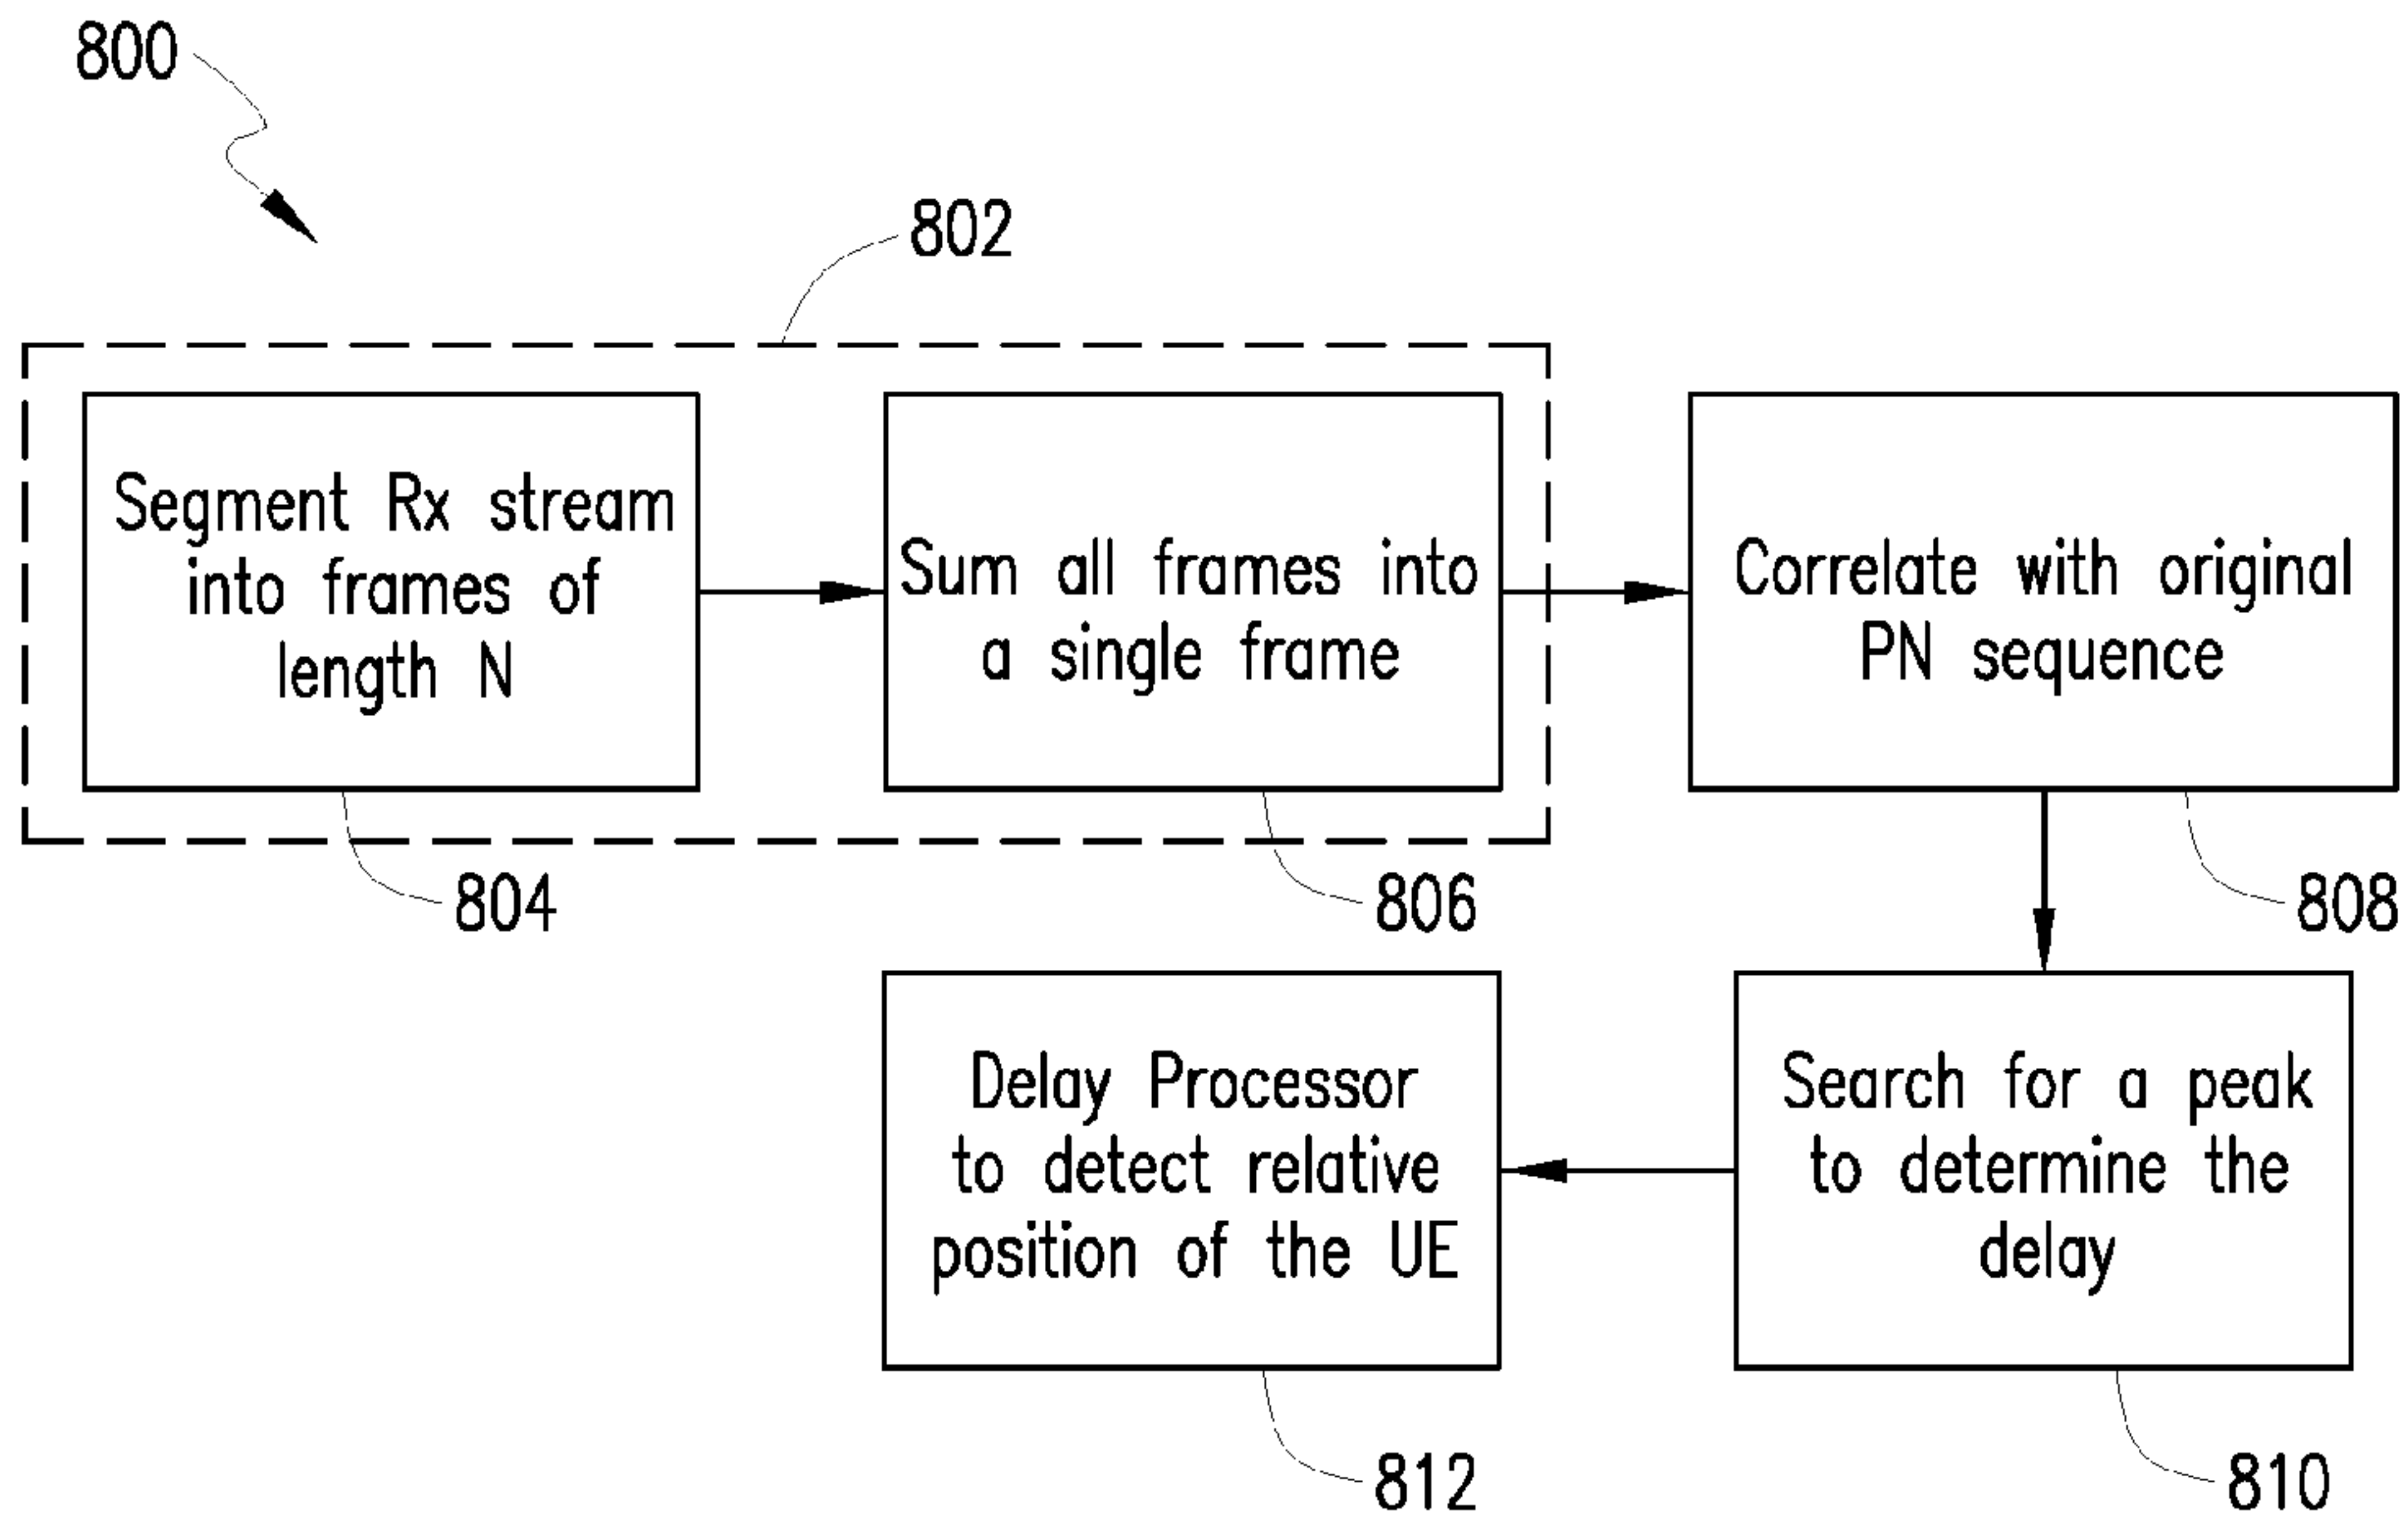 800
802
Segment Rx stream
into frames of
length N
Sum all frames into
a single frame
Correlate with original
PN sequence
804
806
808
Delay Processor
to detect relative
position of the UE
Search for a peak
to determine the
delay
812
810